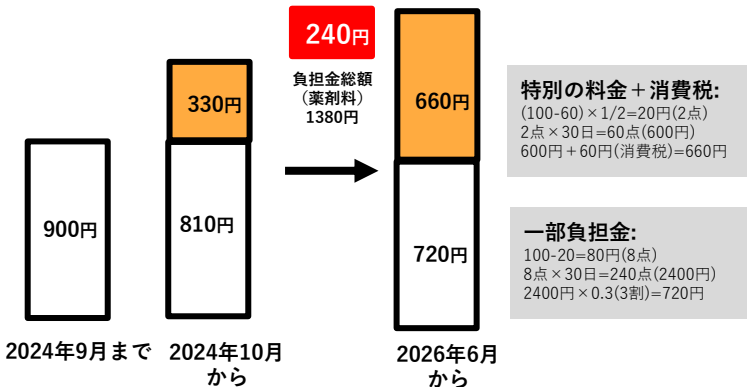 240円
負担金総額
（薬剤料）
1380円
330円
660円
900円
810円
720円
2024年9月まで
2024年10月
から
2026年6月
から
特別の料金＋消費税:
(100-60)×1/2=20円(2点)
2点×30日=60点(600円)
600円＋60円(消費税)=660円
一部負担金:
100-20=80円(8点)
8点×30日=240点(2400円)
2400円×0.3(3割)=720円